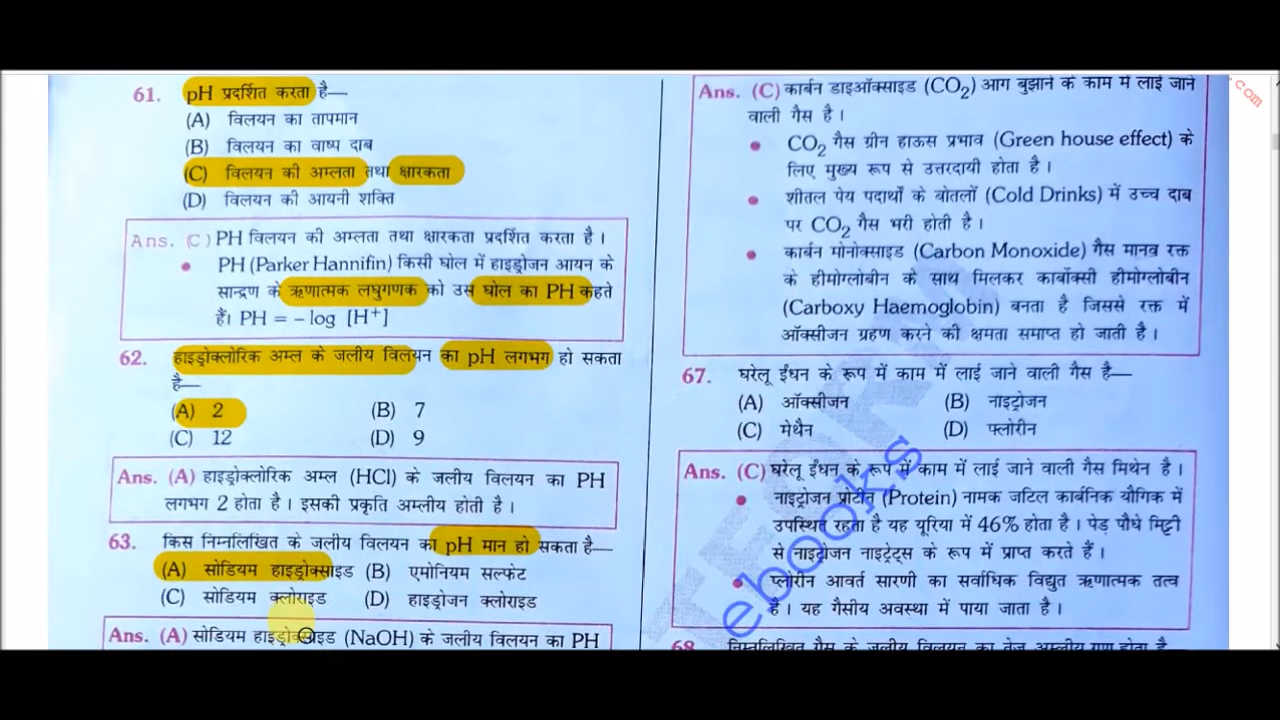 61. pH प्रदर्शित करता है—
(A) विलयन का तापमान
(B) विलयन का वाष्प दाब
(C) विलयन की अम्लता तथा क्षारकता
(D) विलयन की आयनी शक्ति
Ans. (C) PH विलयन की अम्लता तथा क्षारकता प्रदर्शित करता है।
● PH (Parker Hannifin) किसी घोल में हाइड्रोजन आयन के
सान्द्रण के ऋणात्मक लघुगणक को उस घोल का PH कहते
हैं। PH = – log [H+]
62. हाइड्रोक्लोरिक अम्ल के जलीय विलयन का pH लगभग हो सकता
है—
(A) 2 (B) 7
(C) 12 (D) 9
Ans. (A) हाइड्रोक्लोरिक अम्ल (HCl) के जलीय विलयन का PH
लगभग 2 होता है। इसकी प्रकृति अम्लीय होती है।
63. किस निम्नलिखित के जलीय विलयन का pH मान हो सकता है—
(A) सोडियम हाइड्रोक्साइड (B) एमोनियम सल्फेट
(C) सोडियम क्लोराइड (D) हाइड्रोजन क्लोराइड
Ans. (A) सोडियम हाइड्रोक्साइड (NaOH) के जलीय विलयन का PH
Ans. (C) कार्बन डाइऑक्साइड (CO2) आग बुझाने के काम में लाई जाने
वाली गैस है।
● CO2 गैस ग्रीन हाऊस प्रभाव (Green house effect) के
लिए मुख्य रूप से उत्तरदायी होता है।
● शीतल पेय पदार्थों के बोतलों (Cold Drinks) में उच्च दाब
पर CO2 गैस भरी होती है।
● कार्बन मोनोक्साइड (Carbon Monoxide) गैस मानव रक्त
के हीमोग्लोबीन के साथ मिलकर कार्बोक्सी हीमोग्लोबीन
(Carboxy Haemoglobin) बनता है जिससे रक्त में
ऑक्सीजन ग्रहण करने की क्षमता समाप्त हो जाती है।
67. घरेलू ईंधन के रूप में काम में लाई जाने वाली गैस है—
(A) ऑक्सीजन (B) नाइट्रोजन
(C) मेथैन (D) फ्लोरीन
Ans. (C) घरेलू ईंधन के रूप में काम में लाई जाने वाली गैस मिथेन है।
● नाइट्रोजन प्रोटीन (Protein) नामक जटिल कार्बनिक यौगिक में
उपस्थित रहता है यह यूरिया में 46% होता है। पेड़ पौधे मिट्टी
से नाइट्रोजन नाइट्रेट्स के रूप में प्राप्त करते हैं।
● प्लोरीन आवर्त सारणी का सर्वाधिक विद्युत ऋणात्मक तत्व
है। यह गैसीय अवस्था में पाया जाता है।
68. निम्नलिखित गैस के जलीय विलयन का तेज अम्लीय गुण होता है—
ebooks
.com